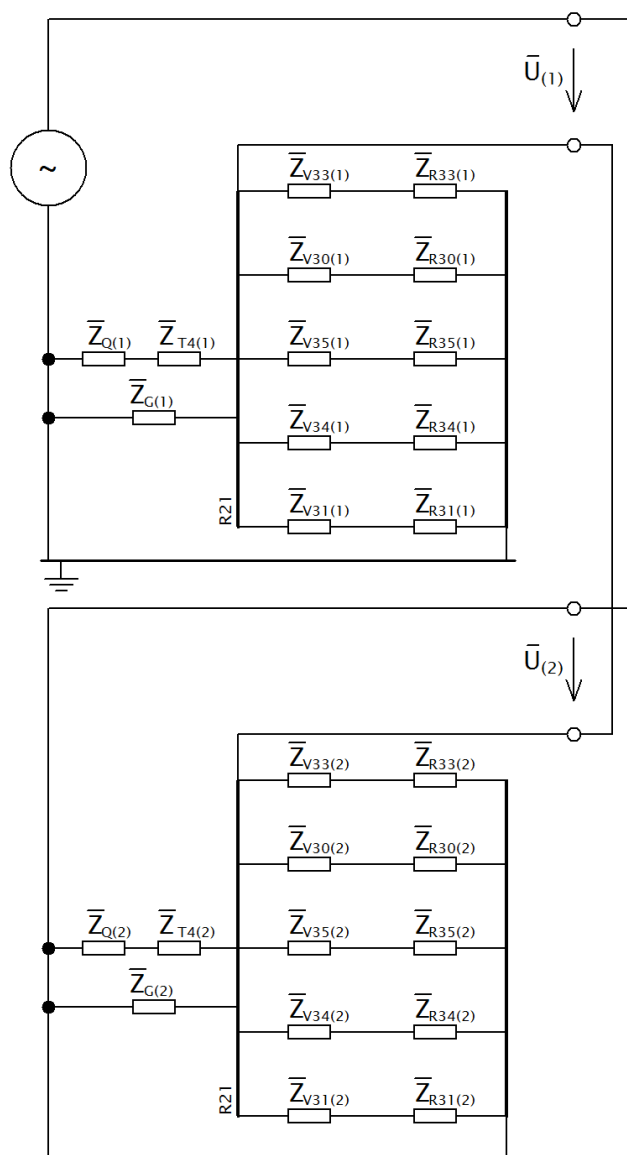 U̅(1)
~
Z̅V33(1) Z̅R33(1)
Z̅V30(1) Z̅R30(1)
Z̅Q(1) Z̅T4(1) Z̅V35(1) Z̅R35(1)
Z̅G(1)
Z̅V34(1) Z̅R34(1)
R21 Z̅V31(1) Z̅R31(1)
U̅(2)
Z̅V33(2) Z̅R33(2)
Z̅V30(2) Z̅R30(2)
Z̅Q(2) Z̅T4(2) Z̅V35(2) Z̅R35(2)
Z̅G(2)
Z̅V34(2) Z̅R34(2)
R21 Z̅V31(2) Z̅R31(2)